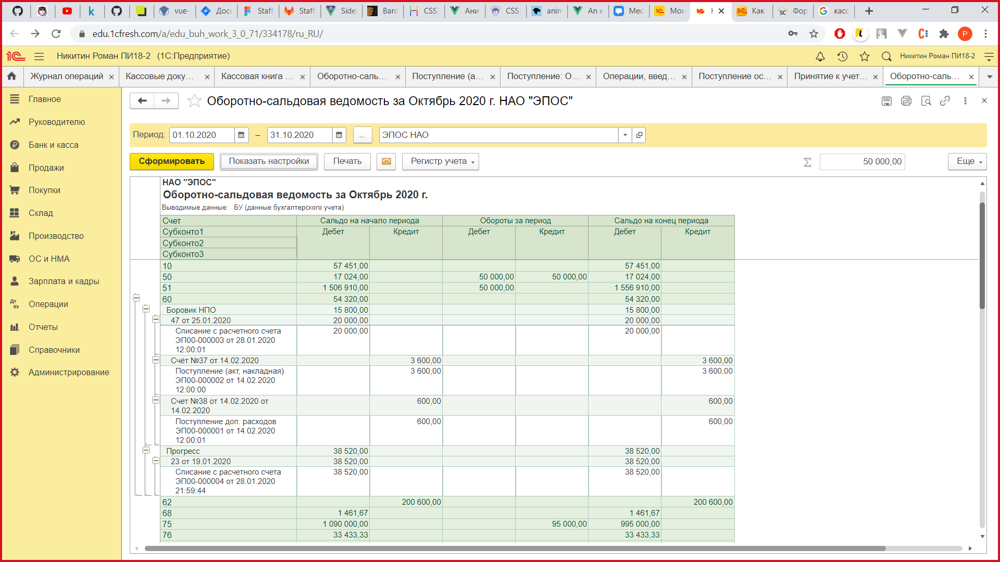 vue-
Дос
Staff
Staff
Side
Bard
CSS:
Ани
CSS:
anim
An e
Мес
Мои
Н
Как
Фор
касс
edu.1cfresh.com/a/edu_buh_work_3_0_71/334178/ru_RU/
Р
Никитин Роман ПИ18-2 (1С:Предприятие)
Никитин Роман ПИ18-2
Журнал операций
Кассовые доку...
Кассовая книга ...
Оборотно-саль...
Поступление (а...
Поступление: О...
Операции, введ...
Поступление ос...
Принятие к учет...
Оборотно-саль...
Главное
Руководителю
Банк и касса
Продажи
Покупки
Склад
Производство
ОС и НМА
Зарплата и кадры
Операции
Отчеты
Справочники
Администрирование
Оборотно-сальдовая ведомость за Октябрь 2020 г. НАО "ЭПОС"
Период: 01.10.2020 – 31.10.2020 ... ЭПОС НАО
Сформировать Показать настройки Печать Регистр учета Σ 50 000,00 Еще
НАО "ЭПОС"
Оборотно-сальдовая ведомость за Октябрь 2020 г.
Выводимые данные: БУ (данные бухгалтерского учета)
Счет Сальдо на начало периода Обороты за период Сальдо на конец периода
Субконто1 Дебет Кредит Дебет Кредит Дебет Кредит
Субконто2
Субконто3
10 57 451,00 57 451,00
50 17 024,00 50 000,00 50 000,00 17 024,00
51 1 506 910,00 50 000,00 1 556 910,00
60 54 320,00 54 320,00
Боровик НПО 15 800,00 15 800,00
47 от 25.01.2020 20 000,00 20 000,00
Списание с расчетного счета 20 000,00 20 000,00
ЭП00-000003 от 28.01.2020
12:00:01
Счёт №37 от 14.02.2020 3 600,00 3 600,00
Поступление (акт, накладная) 3 600,00 3 600,00
ЭП00-000002 от 14.02.2020
12:00:00
Счет №38 от 14.02.2020 от 600,00 600,00
14.02.2020
Поступление доп. расходов 600,00 600,00
ЭП00-000001 от 14.02.2020
12:00:01
Прогресс 38 520,00 38 520,00
23 от 19.01.2020 38 520,00 38 520,00
Списание с расчетного счета 38 520,00 38 520,00
ЭП00-000004 от 28.01.2020
21:59:44
62 200 600,00 200 600,00
68 1 461,67 1 461,67
75 1 090 000,00 95 000,00 995 000,00
76 33 433,33 33 433,33